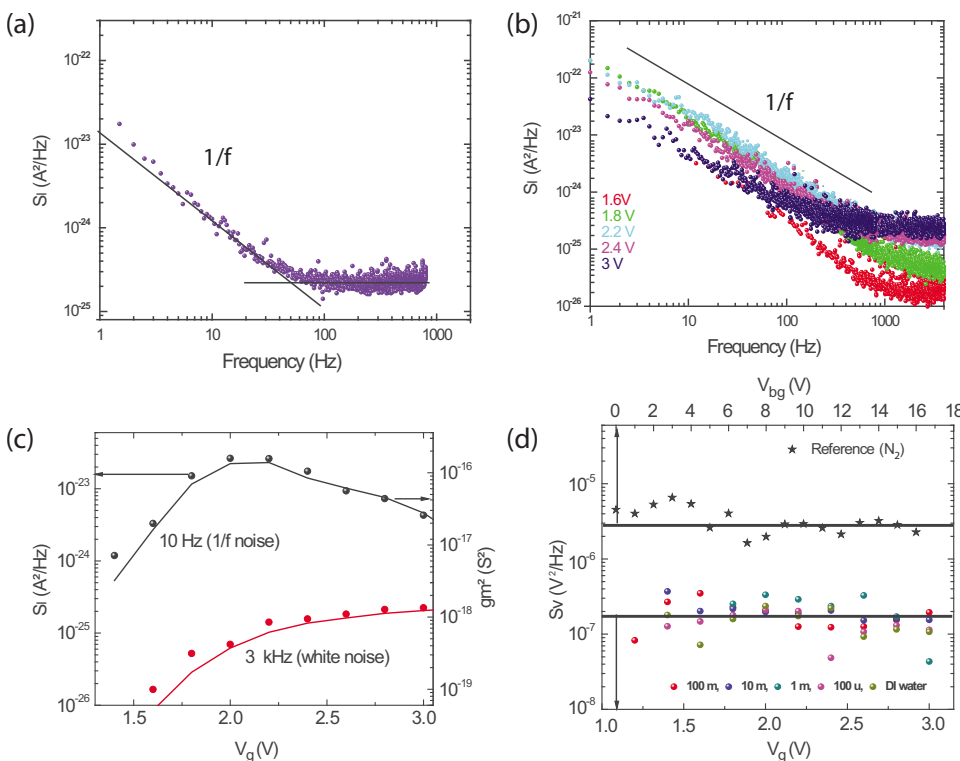 (a)
10⁻²²
10⁻²³
10⁻²⁴
10⁻²⁵
Si (A²/Hz)
1/f
1 10 100 1000
Frequency (Hz)
(b)
10⁻²¹
10⁻²²
10⁻²³
10⁻²⁴
10⁻²⁵
10⁻²⁶
Si (A²/Hz)
1/f
1.6V
1.8 V
2.2 V
2.4 V
3 V
1 10 100 1000
Frequency (Hz)
(c)
10⁻²³
10⁻²⁴
10⁻²⁵
10⁻²⁶
Si (A²/Hz)
10 Hz (1/f noise)
3 kHz (white noise)
10⁻¹⁶
10⁻¹⁷
10⁻¹⁸
10⁻¹⁹
gm² (S²)
1.5 2.0 2.5 3.0
V_g (V)
V_bg (V)
0 2 4 6 8 10 12 14 16 18
(d)
Reference (N₂)
10⁻⁵
10⁻⁶
10⁻⁷
10⁻⁸
Sv (V²/Hz)
100 m, 10 m, 1 m, 100 u, DI water
1.0 1.5 2.0 2.5 3.0
V_g (V)